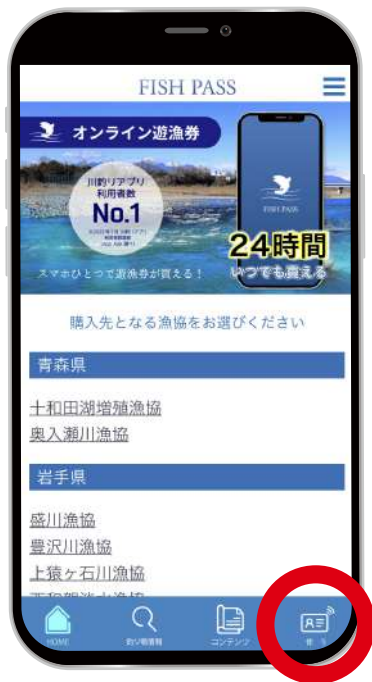 FISH PASS
オンライン遊漁券
川釣りアプリ
利用者数
No.1
FISH PASS
24時間
いつでも買える
スマホひとつで遊漁券が買える！
購入先となる漁協をお選びください
青森県
十和田湖増殖漁協
奥入瀬川漁協
岩手県
盛川漁協
豊沢川漁協
上猿ヶ石川漁協
HOME
釣り場情報
コンテンツ